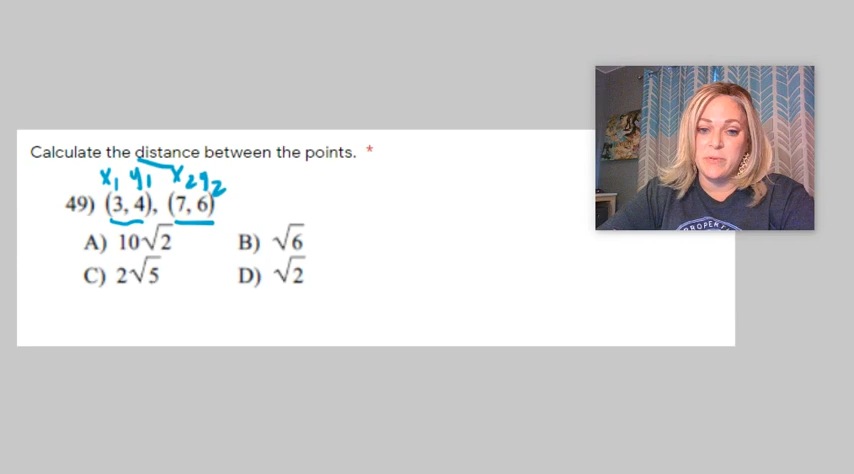 Calculate the distance between the points. *
x₁ y₁ x₂ y₂
49) (3, 4), (7, 6)
A) 10√2 B) √6
C) 2√5 D) √2